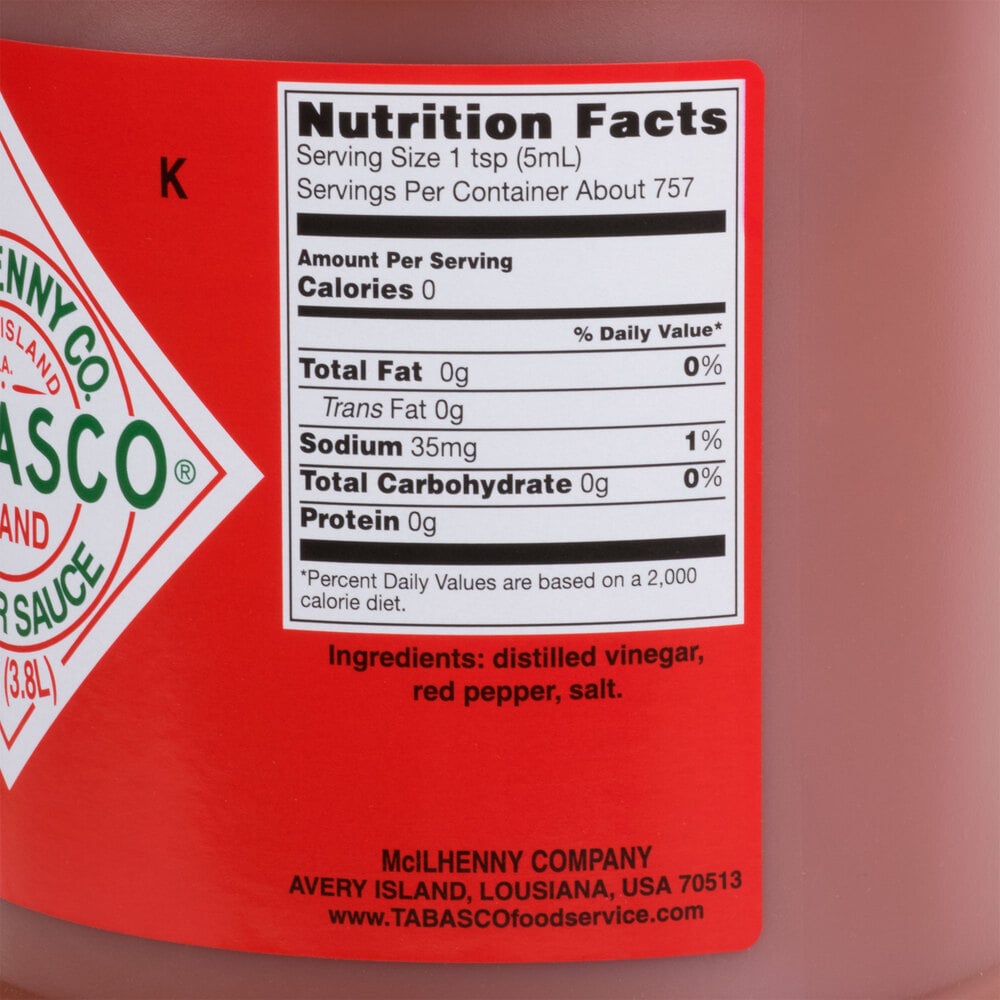 K
ENNY CO.
ISLAND
A.
ASCO®
AND
R SAUCE
(3.8L)
Nutrition Facts
Serving Size 1 tsp (5mL)
Servings Per Container About 757
Amount Per Serving
Calories 0
% Daily Value*
Total Fat 0g 0%
Trans Fat 0g
Sodium 35mg 1%
Total Carbohydrate 0g 0%
Protein 0g
*Percent Daily Values are based on a 2,000
calorie diet.
Ingredients: distilled vinegar,
red pepper, salt.
McILHENNY COMPANY
AVERY ISLAND, LOUSIANA, USA 70513
www.TABASCOfoodservice.com